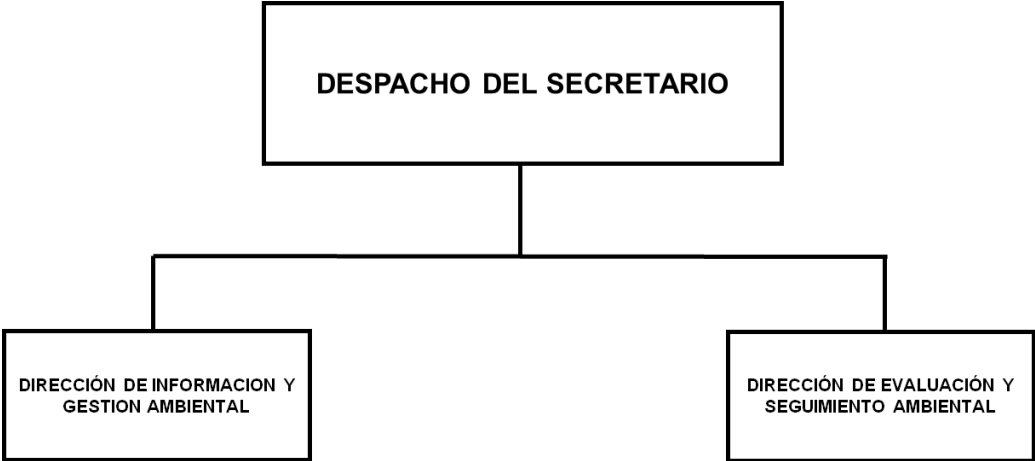 DESPACHO DEL SECRETARIO
DIRECCIÓN DE INFORMACION Y
GESTION AMBIENTAL
DIRECCIÓN DE EVALUACIÓN Y
SEGUIMIENTO AMBIENTAL